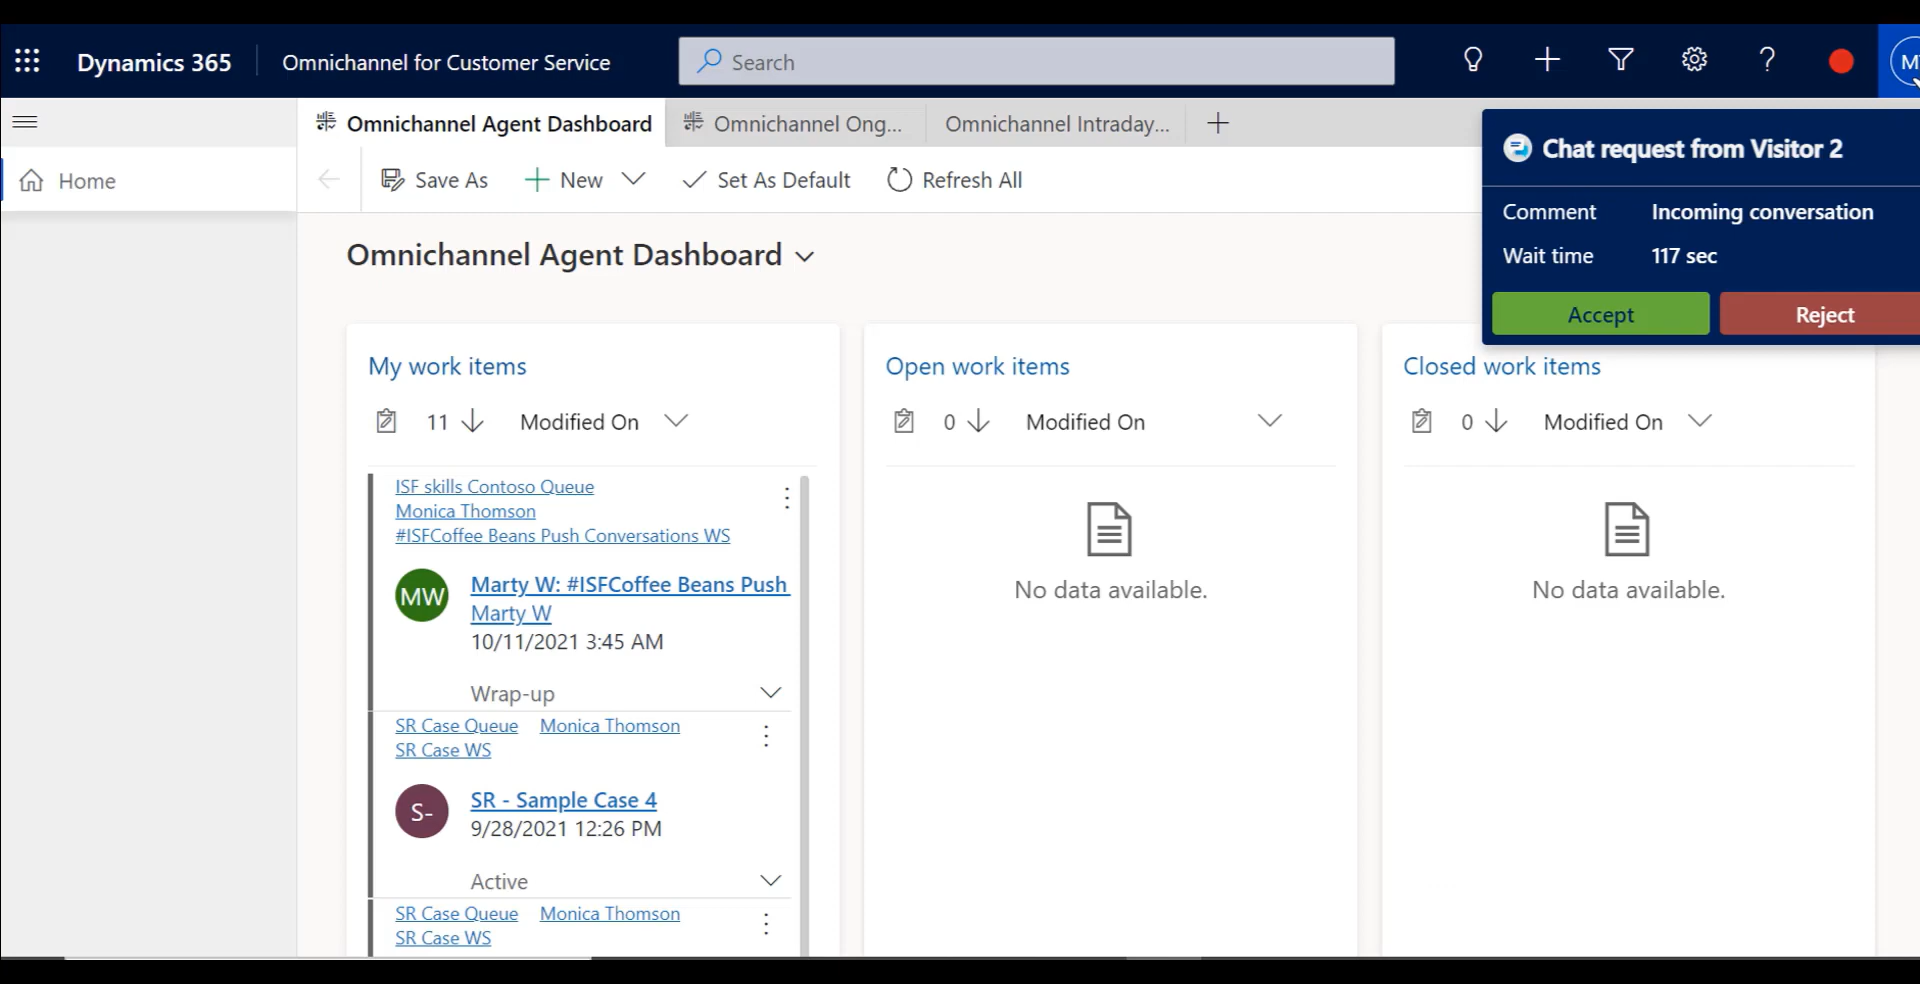 Dynamics 365
Omnichannel for Customer Service
Search
Omnichannel Agent Dashboard
Omnichannel Ong...
Omnichannel Intraday...
Home
Save As
New
Set As Default
Refresh All
Chat request from Visitor 2
Comment Incoming conversation
Wait time 117 sec
Accept Reject
Omnichannel Agent Dashboard
My work items
11 Modified On
ISF skills Contoso Queue
Monica Thomson
#ISFCoffee Beans Push Conversations WS
MW
Marty W: #ISFCoffee Beans Push
Marty W
10/11/2021 3:45 AM
Wrap-up
SR Case Queue Monica Thomson
SR Case WS
S-
SR - Sample Case 4
9/28/2021 12:26 PM
Active
SR Case Queue Monica Thomson
SR Case WS
Open work items
0 Modified On
No data available.
Closed work items
0 Modified On
No data available.